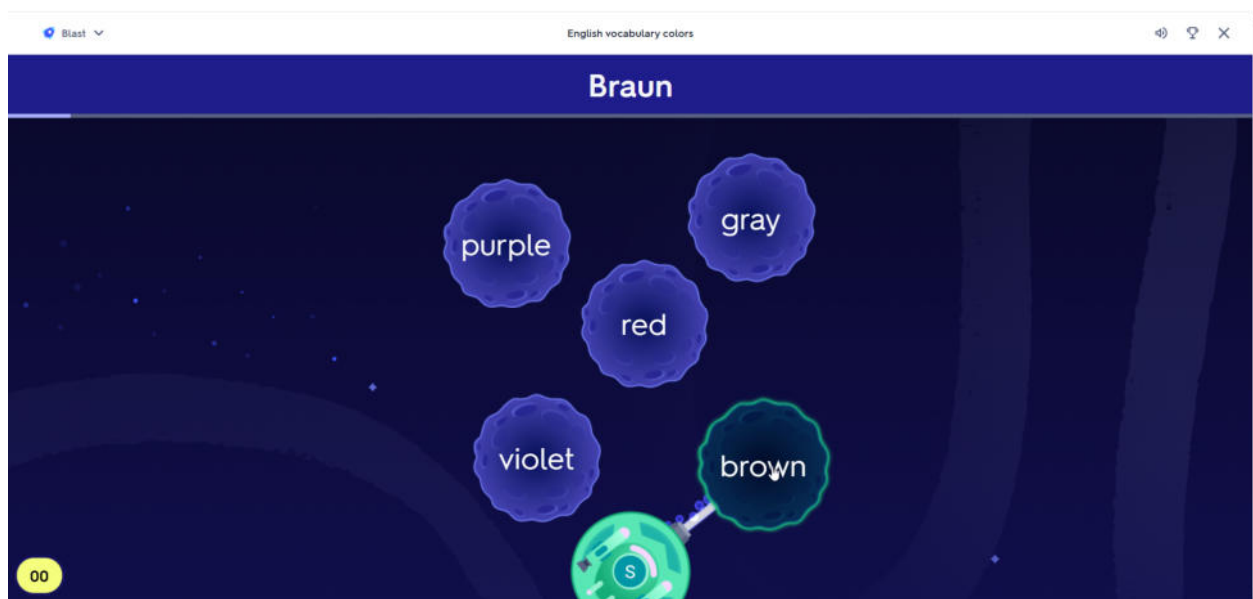 Blast
English vocabulary colors
Braun
purple
gray
red
violet
brown
S
00